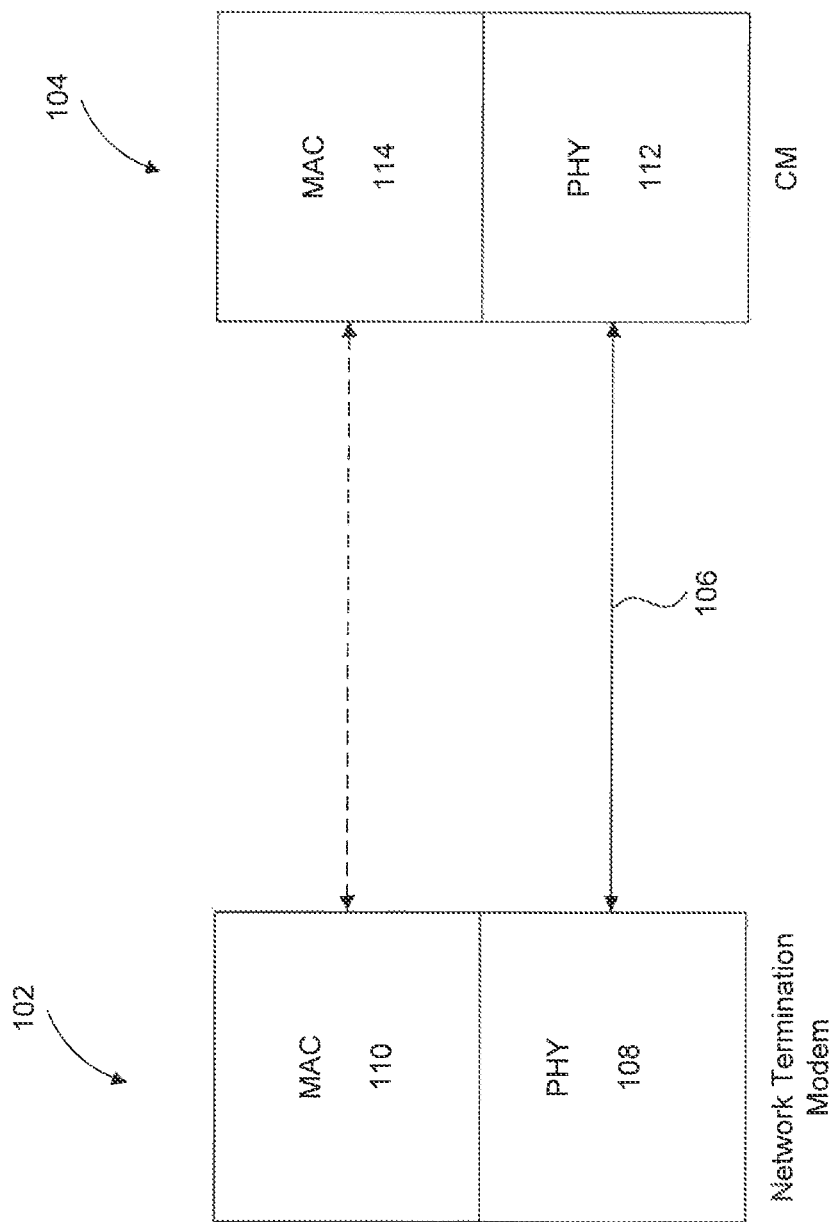 102
104
MAC
110
MAC
114
PHY
108
PHY
112
106
Network Termination
Modem
CM